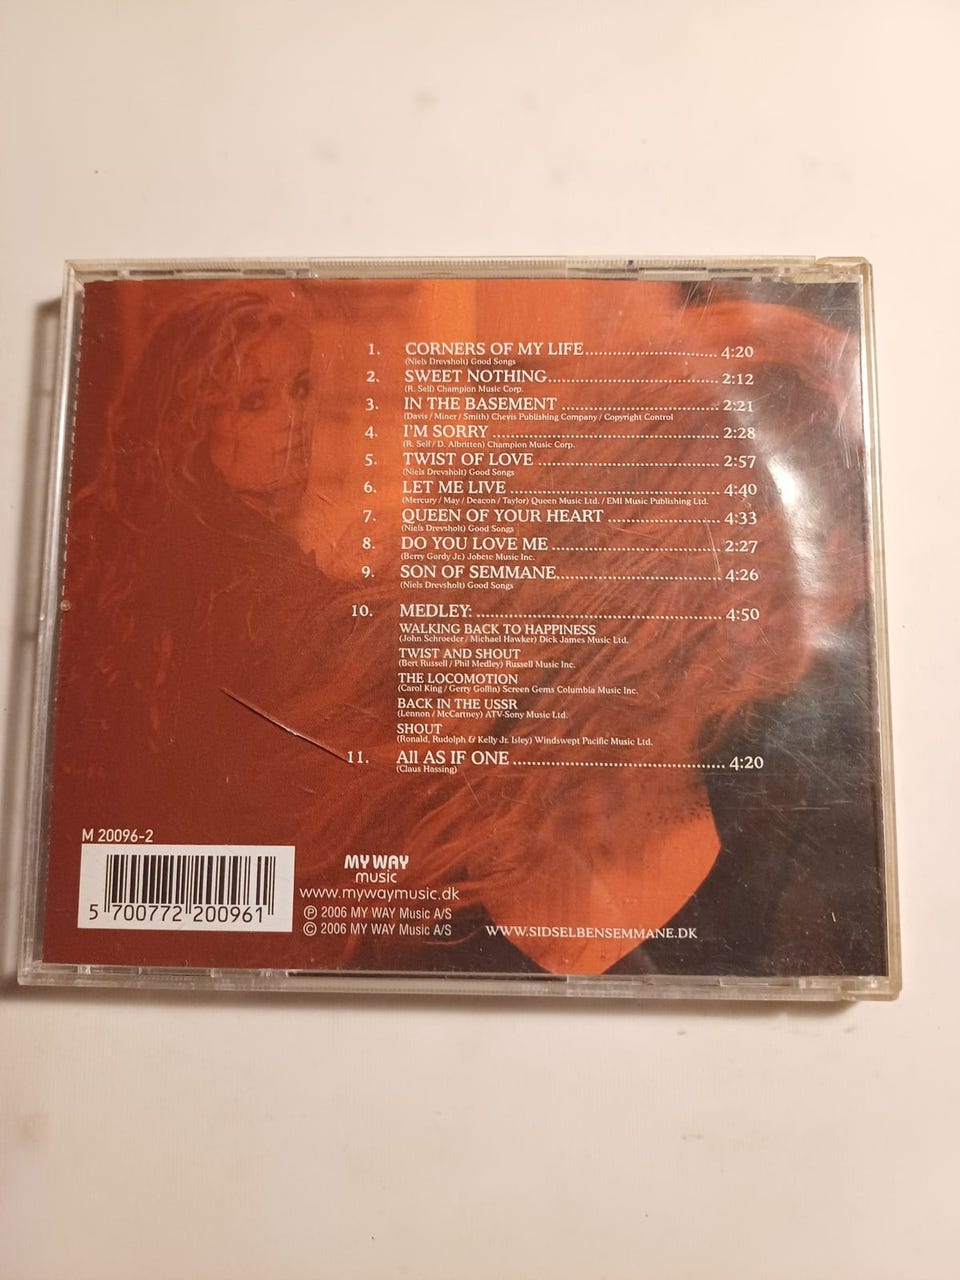 1. CORNERS OF MY LIFE........................ 4:20
(Niels Drevsholt) Good Songs
2. SWEET NOTHING............................... 2:12
(R. Self) Champion Music Corp.
3. IN THE BASEMENT ............................ 2:21
(Davis / Miner / Smith) Chevis Publishing Company / Copyright Control
4. I'M SORRY ........................................ 2:28
(R. Self / D. Albritten) Champion Music Corp.
5. TWIST OF LOVE ................................ 2:57
(Niels Drevsholt) Good Songs
6. LET ME LIVE ..................................... 4:40
(Mercury / May / Deacon / Taylor) Queen Music Ltd. / EMI Music Publishing Ltd.
7. QUEEN OF YOUR HEART .................... 4:33
(Niels Drevsholt) Good Songs
8. DO YOU LOVE ME .............................. 2:27
(Berry Gordy Jr.) Jobete Music Inc.
9. SON OF SEMMANE............................. 4:26
(Niels Drevsholt) Good Songs
10. MEDLEY: ........................................... 4:50
WALKING BACK TO HAPPINESS
(John Schroeder / Michael Hawker) Dick James Music Ltd.
TWIST AND SHOUT
(Bert Russell / Phil Medley) Russell Music Inc.
THE LOCOMOTION
(Carol King / Gerry Goffin) Screen Gems Columbia Music Inc.
BACK IN THE USSR
(Lennon / McCartney) ATV-Sony Music Ltd.
SHOUT
(Ronald, Rudolph & Kelly Jr. Isley) Windswept Pacific Music Ltd.
11. All AS IF ONE ..................................... 4:20
(Claus Hassing)
M 20096-2
5 700772 200961
MY WAY
music
www.mywaymusic.dk
℗ 2006 MY WAY Music A/S
© 2006 MY WAY Music A/S
WWW.SIDSELBENSEMMANE.DK